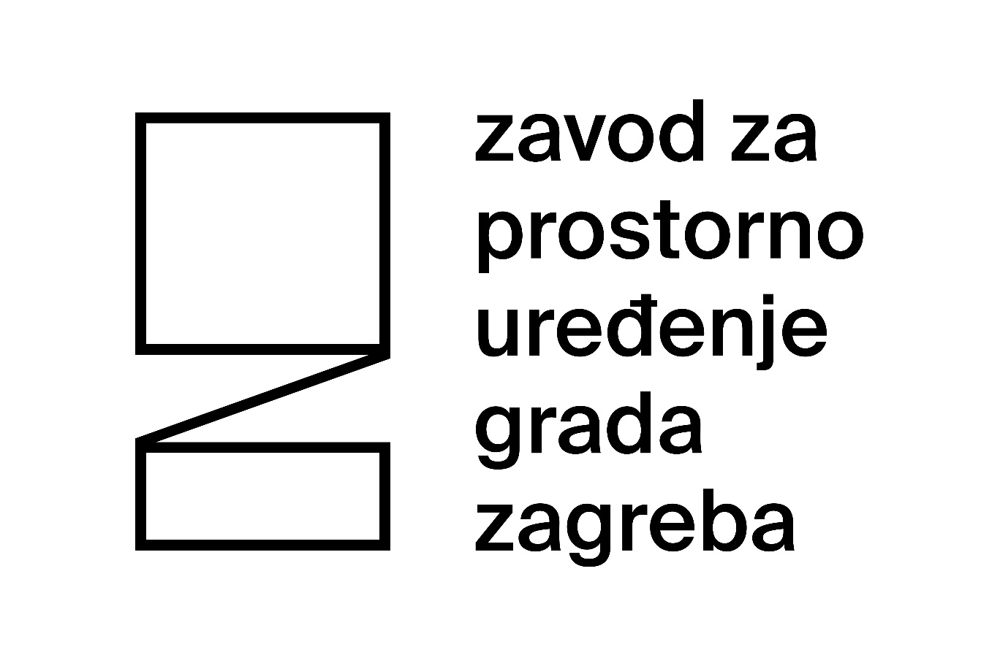 zavod za
prostorno
uređenje
grada
zagreba